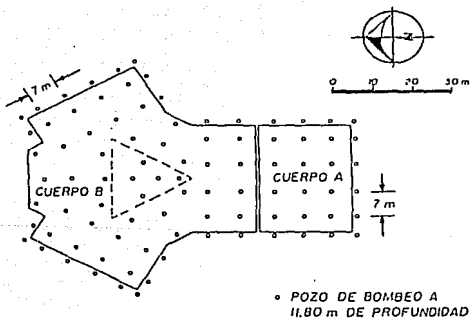 N
0 10 20 30 m
7 m
CUERPO B
CUERPO A
7 m
POZO DE BOMBEO A
11.80 m DE PROFUNDIDAD